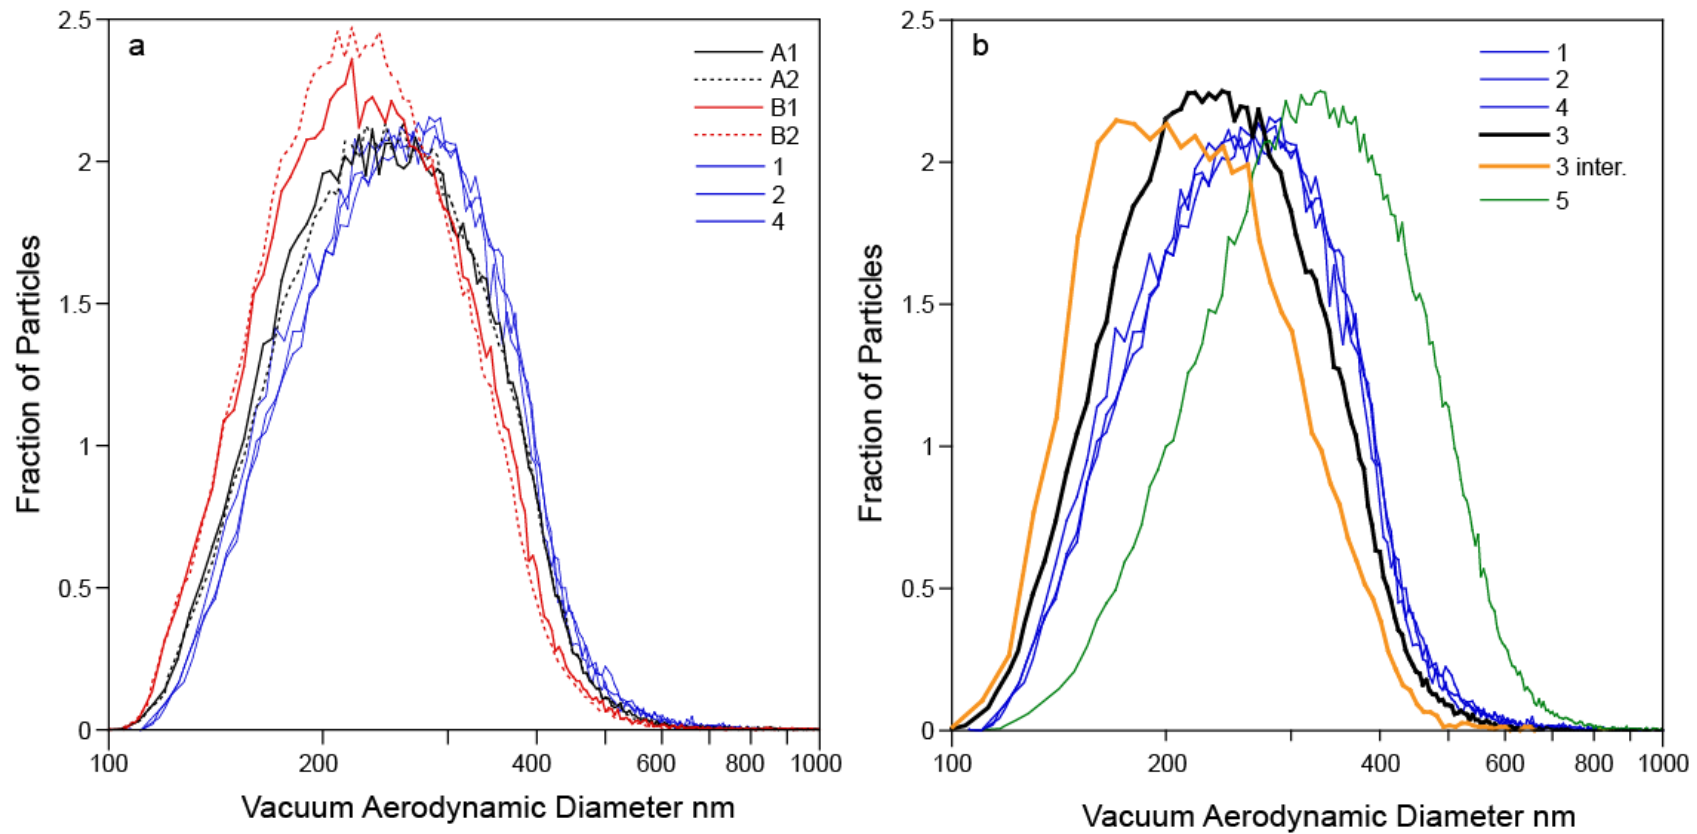 a
2.5
2
1.5
1
0.5
0
Fraction of Particles
A1
A2
B1
B2
1
2
4
100
200
400
600
800
1000
Vacuum Aerodynamic Diameter nm
b
2.5
2
1.5
1
0.5
0
Fraction of Particles
1
2
4
3
3 inter.
5
100
200
400
600
800
1000
Vacuum Aerodynamic Diameter nm